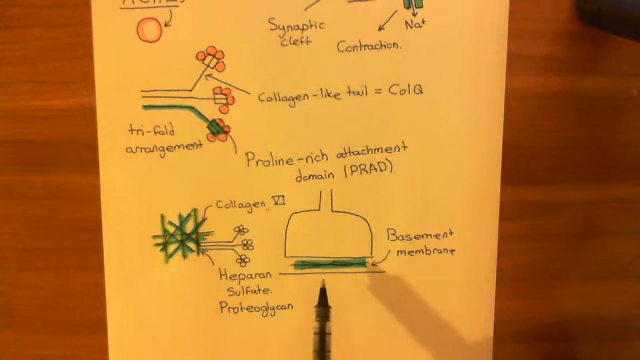 Synaptic
cleft
Na+
Contraction.
Collagen-like tail = ColQ
tri-fold
arrangement
Proline-rich attachment
domain (PRAD)
Collagen VI
Basement
membrane
Heparan
Sulfate
Proteoglycan